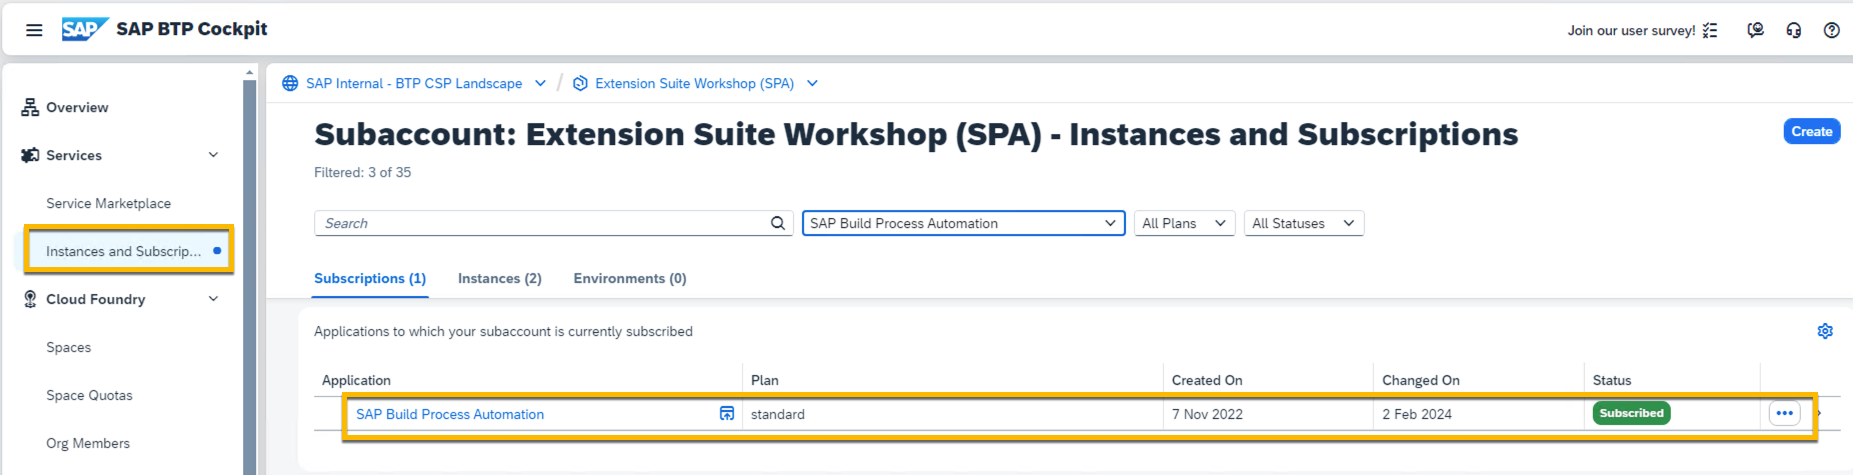 SAP SAP BTP Cockpit Join our user survey!
Overview
Services
Service Marketplace
Instances and Subscrip...
Cloud Foundry
Spaces
Space Quotas
Org Members
SAP Internal - BTP CSP Landscape / Extension Suite Workshop (SPA)
Subaccount: Extension Suite Workshop (SPA) - Instances and Subscriptions Create
Filtered: 3 of 35
Search SAP Build Process Automation All Plans All Statuses
Subscriptions (1) Instances (2) Environments (0)
Applications to which your subaccount is currently subscribed
Application Plan Created On Changed On Status
SAP Build Process Automation standard 7 Nov 2022 2 Feb 2024 Subscribed